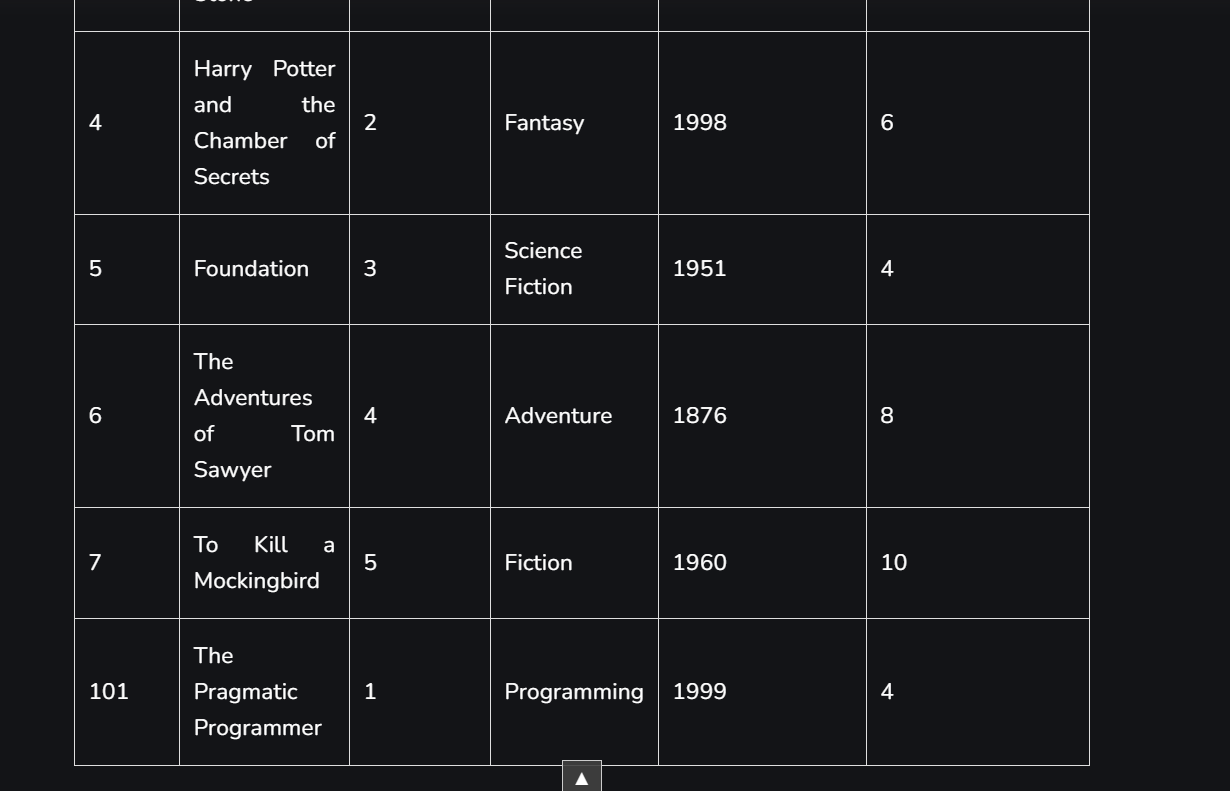 4
Harry Potter
and the
Chamber of
Secrets
2
Fantasy
1998
6
5
Foundation
3
Science
Fiction
1951
4
6
The
Adventures
of Tom
Sawyer
4
Adventure
1876
8
7
To Kill a
Mockingbird
5
Fiction
1960
10
101
The
Pragmatic
Programmer
1
Programming
1999
4